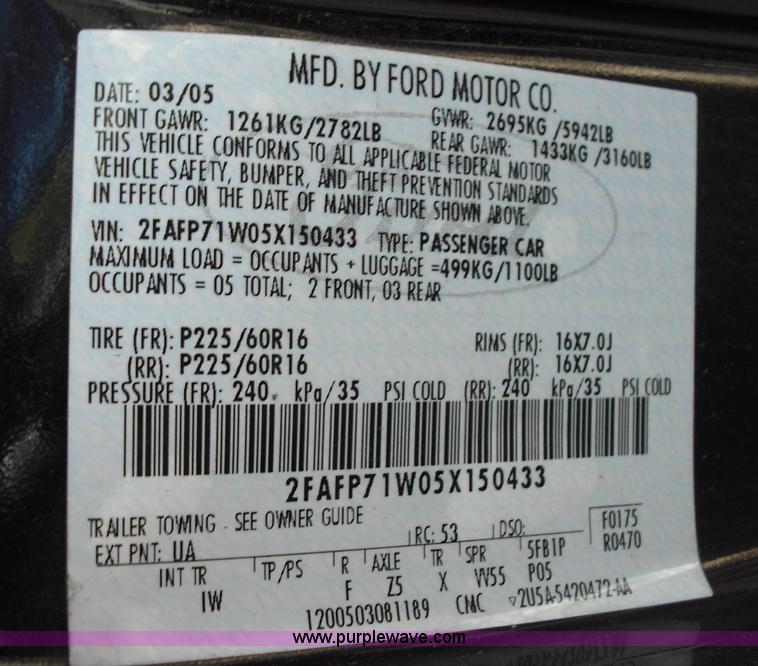 MFD. BY FORD MOTOR CO.
DATE: 03/05
FRONT GAWR: 1261KG/2782LB
GVWR: 2695KG/5942LB
REAR GAWR: 1433KG/3160LB
THIS VEHICLE CONFORMS TO ALL APPLICABLE FEDERAL MOTOR
VEHICLE SAFETY, BUMPER, AND THEFT PREVENTION STANDARDS
IN EFFECT ON THE DATE OF MANUFACTURE SHOWN ABOVE.
VIN: 2FAFP71W05X150433 TYPE: PASSENGER CAR
MAXIMUM LOAD = OCCUPANTS + LUGGAGE =499KG/1100LB
OCCUPANTS = 05 TOTAL; 2 FRONT, 03 REAR
TIRE (FR): P225/60R16 RIMS (FR): 16X7.0J
(RR): P225/60R16 (RR): 16X7.0J
PRESSURE (FR): 240 kPa/35 PSI COLD (RR): 240 kPa/35 PSI COLD
2FAFP71W05X150433
TRAILER TOWING - SEE OWNER GUIDE
EXT PNT: UA RC: 53 DSO: F0175
R0470
INT TR TP/PS R AXLE TR SPR 5FB1P
IW F Z5 X VV55 P05
1200503081189 CMC 2U5A-5420472-AA
www.purplewave.com